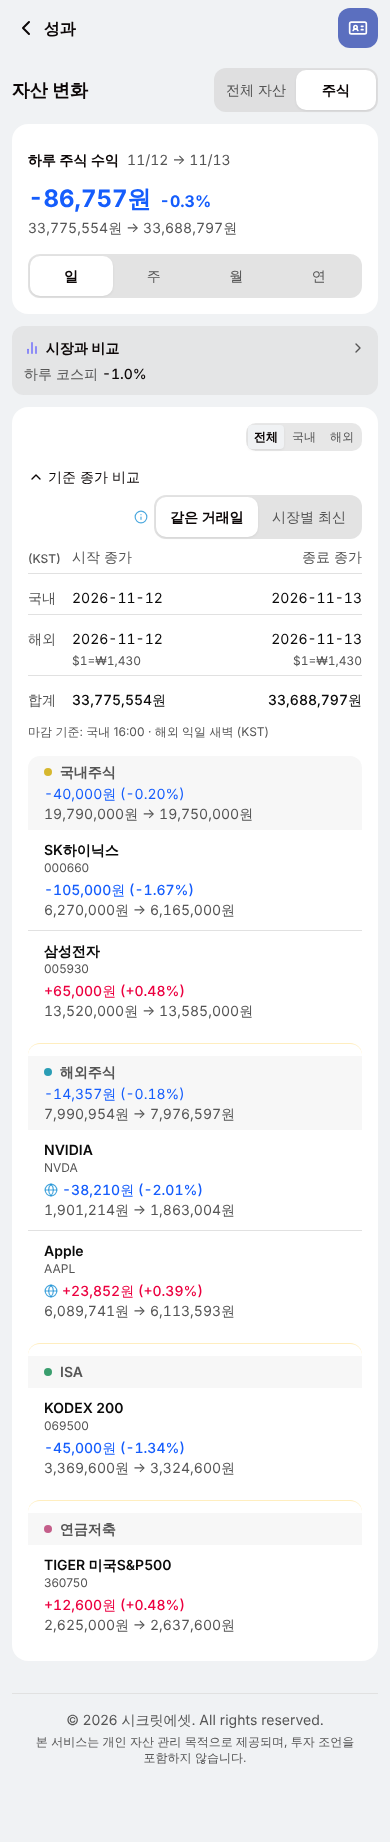 성과
자산 변화
전체 자산 주식
하루 주식 수익 11/12 → 11/13
-86,757원 -0.3%
33,775,554원 → 33,688,797원
일 주 월 연
시장과 비교
하루 코스피 -1.0%
전체 국내 해외
기준 종가 비교
같은 거래일 시장별 최신
(KST) 시작 종가 종료 종가
국내 2026-11-12 2026-11-13
해외 2026-11-12 2026-11-13
$1=₩1,430 $1=₩1,430
합계 33,775,554원 33,688,797원
마감 기준: 국내 16:00 · 해외 익일 새벽 (KST)
국내주식
-40,000원 (-0.20%)
19,790,000원 → 19,750,000원
SK하이닉스
000660
-105,000원 (-1.67%)
6,270,000원 → 6,165,000원
삼성전자
005930
+65,000원 (+0.48%)
13,520,000원 → 13,585,000원
해외주식
-14,357원 (-0.18%)
7,990,954원 → 7,976,597원
NVIDIA
NVDA
-38,210원 (-2.01%)
1,901,214원 → 1,863,004원
Apple
AAPL
+23,852원 (+0.39%)
6,089,741원 → 6,113,593원
ISA
KODEX 200
069500
-45,000원 (-1.34%)
3,369,600원 → 3,324,600원
연금저축
TIGER 미국S&P500
360750
+12,600원 (+0.48%)
2,625,000원 → 2,637,600원
© 2026 시크릿에셋. All rights reserved.
본 서비스는 개인 자산 관리 목적으로 제공되며, 투자 조언을
포함하지 않습니다.